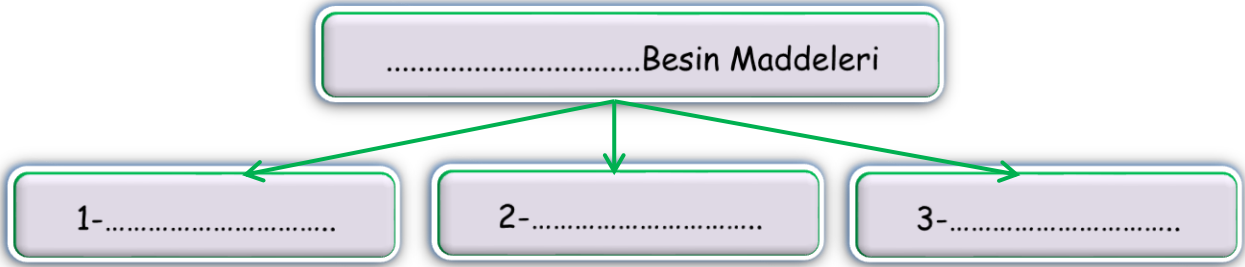 ................................Besin Maddeleri
1-…………………………..
2-…………………………..
3-…………………………..